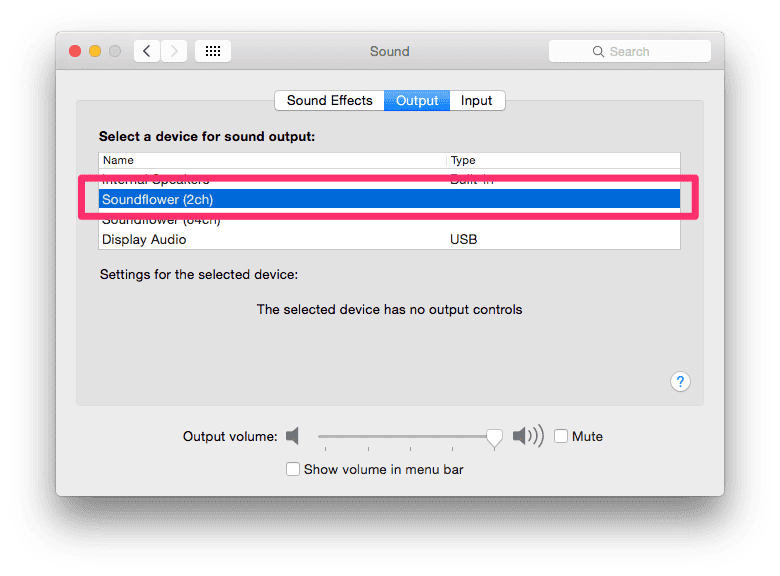 Sound
Search
Sound Effects Output Input
Select a device for sound output:
Name Type
Internal Speakers Built-in
Soundflower (2ch)
Soundflower (64ch)
Display Audio USB
Settings for the selected device:
The selected device has no output controls
?
Output volume: Mute
Show volume in menu bar